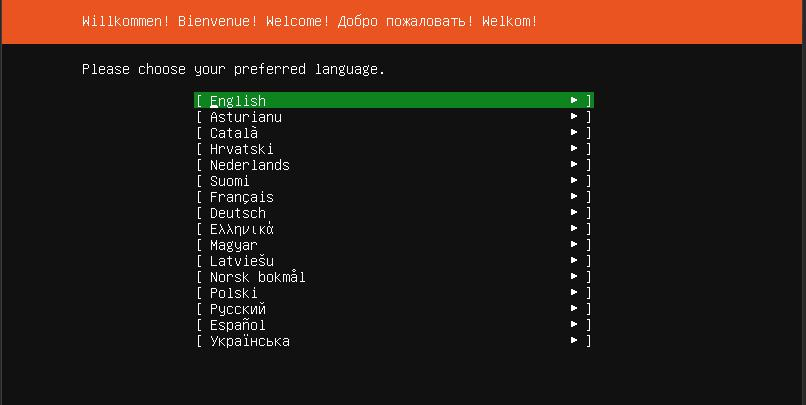 Willkommen! Bienvenue! Welcome! Добро пожаловать! Welkom!
Please choose your preferred language.
[ English ► ]
[ Asturianu ► ]
[ Català ► ]
[ Hrvatski ► ]
[ Nederlands ► ]
[ Suomi ► ]
[ Français ► ]
[ Deutsch ► ]
[ Ελληνικά ► ]
[ Magyar ► ]
[ Latviešu ► ]
[ Norsk bokmål ► ]
[ Polski ► ]
[ Русский ► ]
[ Español ► ]
[ Українська ► ]